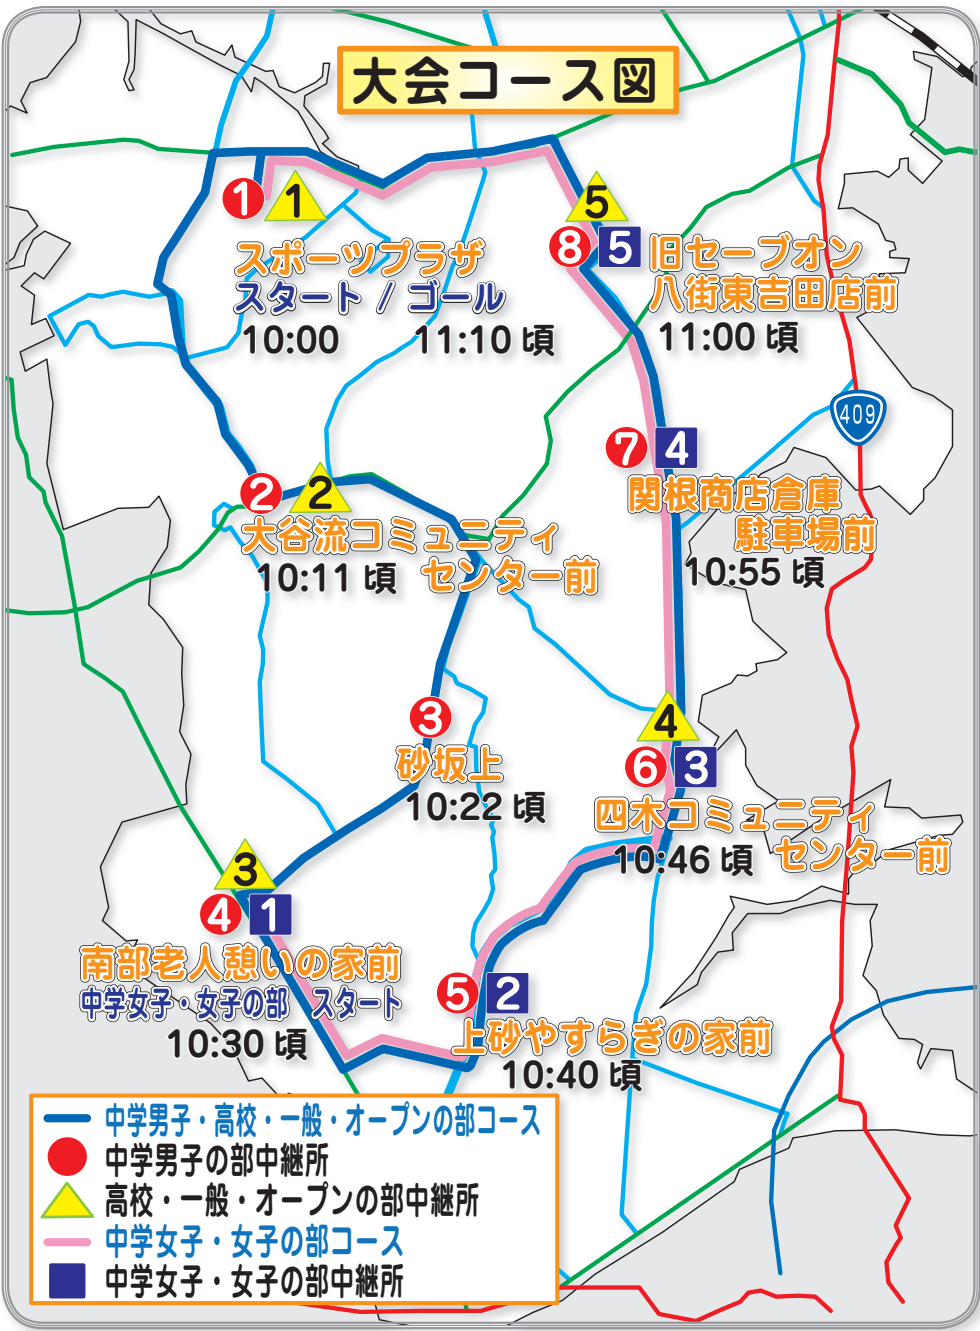 大会コース図
1
1
スポーツプラザ
スタート / ゴール
10:00
11:10 頃
5
8
5
旧セーブオン
八街東吉田店前
11:00 頃
409
7
4
関根商店倉庫
駐車場前
10:55 頃
2
2
大谷流コミュニティ
センター前
10:11 頃
3
砂坂上
10:22 頃
4
6
3
四木コミュニティ
センター前
10:46 頃
3
4
1
南部老人憩いの家前
中学女子・女子の部 スタート
10:30 頃
5
2
上砂やすらぎの家前
10:40 頃
中学男子・高校・一般・オープンの部コース
中学男子の部中継所
高校・一般・オープンの部中継所
中学女子・女子の部コース
中学女子・女子の部中継所